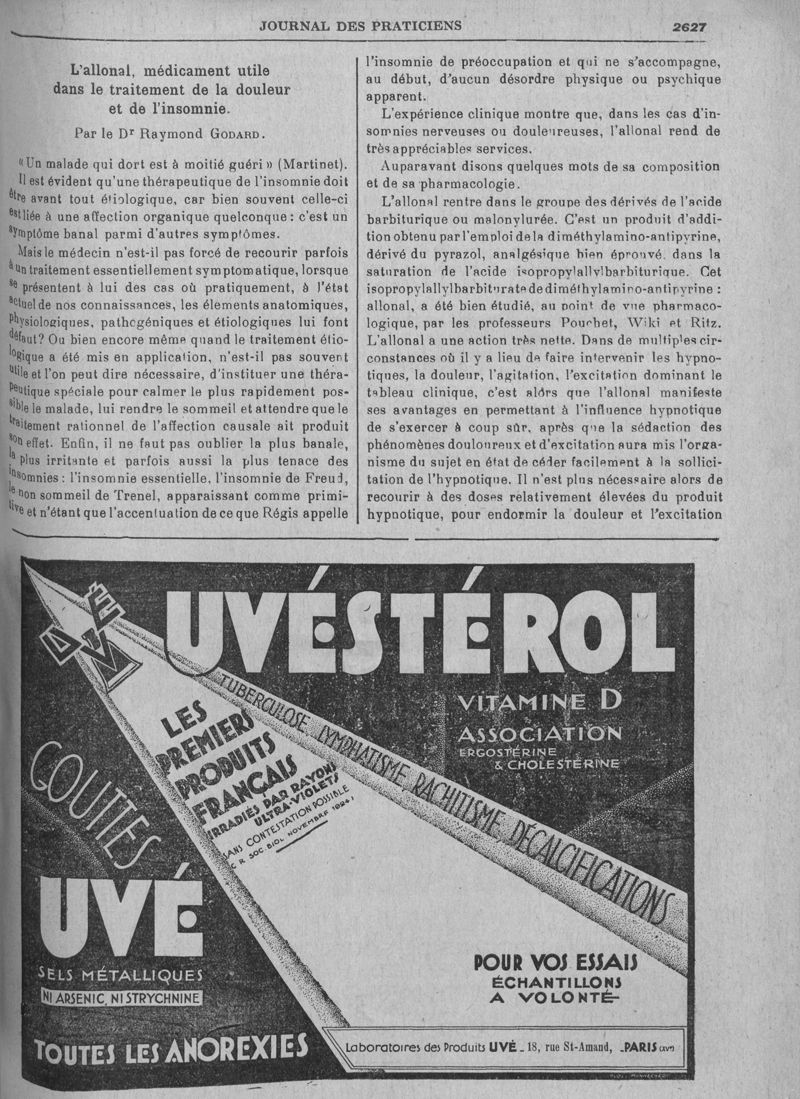 JOURNAL DES PRATICIENS 2627
L'allonal, médicament utile
dans le traitement de la douleur
et de l'insomnie.
Par le Dr Raymond GODARD.
« Un malade qui dort est à moitié guéri » (Martinet).
Il est évident qu'une thérapeutique de l'insomnie doit
être avant tout étiologique, car bien souvent celle-ci
est liée à une affection organique quelconque : c'est un
symptôme banal parmi d'autres symptômes.
Mais le médecin n'est-il pas forcé de recourir parfois
à un traitement essentiellement symptomatique, lorsque
se présentent à lui des cas où pratiquement, à l'état
actuel de nos connaissances, les élements anatomiques,
physiologiques, pathogéniques et étiologiques lui font
défaut? Ou bien encore même quand le traitement étio-
logique a été mis en application, n'est-il pas souvent
utile et l'on peut dire nécessaire, d'instituer une théra-
peutique spéciale pour calmer le plus rapidement pos-
sible le malade, lui rendre le sommeil et attendre que le
traitement rationnel de l'affection causale ait produit
son effet. Enfin, il ne faut pas oublier la plus banale,
la plus irritante et parfois aussi la plus tenace des
insomnies : l'insomnie essentielle, l'insomnie de Freud,
le non sommeil de Trenel, apparaissant comme primi-
tive et n'étant que l'accentuation de ce que Régis appelle
l'insomnie de préoccupation et qui ne s'accompagne,
au début, d'aucun désordre physique ou psychique
apparent.
L'expérience clinique montre que, dans les cas d'in-
somnies nerveuses ou douloureuses, l'allonal rend de
très appréciables services.
Auparavant disons quelques mots de sa composition
et de sa pharmacologie.
L'allonal rentre dans le groupe des dérivés de l'acide
barbiturique ou malonylurée. C'est un produit d'addi-
tion obtenu par l'emploi de la diméthylamino-antipyrine,
dérivé du pyrazol, analgésique bien éprouvé, dans la
saturation de l'acide isopropylallylbarbiturique. Cet
isopropylallylbarbiturate de diméthylamino-antipyrine :
allonal, a été bien étudié, au point de vue pharmaco-
logique, par les professeurs Pouchet, Wiki et Ritz.
L'allonal a une action très nette. Dans de multiples cir-
constances où il y a lieu de faire intervenir les hypno-
tiques, la douleur, l'agitation, l'excitation dominant le
tableau clinique, c'est alors que l'allonal manifeste
ses avantages en permettant à l'influence hypnotique
de s'exercer à coup sûr, après que la sédaction des
phénomènes douloureux et d'excitation aura mis l'orga-
nisme du sujet en état de céder facilement à la sollici-
tation de l'hypnotique. Il n'est plus nécessaire alors de
recourir à des doses relativement élevées du produit
hypnotique, pour endormir la douleur et l'excitation
UVÉ
UVÉSTÉROL
VITAMINE D
ASSOCIATION
ERGOSTÉRINE
& CHOLESTÉRINE
TUBERCULOSE, LYMPHATISME, RACHITISME, DÉCALCIFICATIONS
LES
PREMIERS
PRODUITS
FRANÇAIS
IRRADIÉS PAR RAYONS
ULTRA-VIOLETS
SANS CONTESTATION POSSIBLE
C R. SOC BIOL NOVEMBRE 1924
GOUTTES
UVÉ
SELS MÉTALLIQUES
NI ARSENIC, NI STRYCHNINE
TOUTES LES ANOREXIES
POUR VOS ESSAIS
ÉCHANTILLONS
A VOLONTÉ
Laboratoires des Produits UVÉ _ 18, rue St-Amand, _ PARIS (XVe)